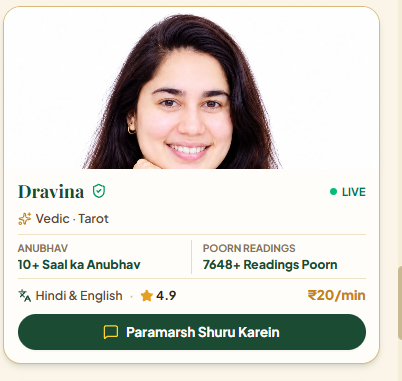 Dravina
LIVE
Vedic · Tarot
ANUBHAV
10+ Saal ka Anubhav
POORN READINGS
7648+ Readings Poorn
Hindi & English · 4.9
₹20/min
Paramarsh Shuru Karein